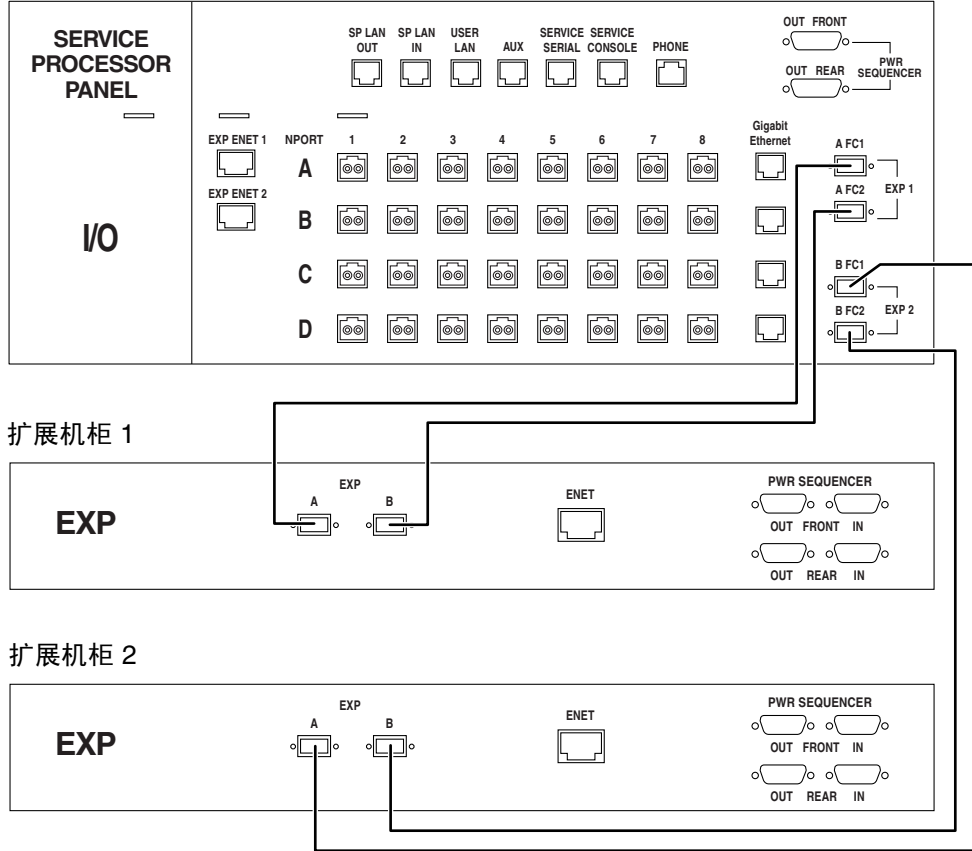 SERVICE
PROCESSOR
PANEL
I/O
SP LAN
OUT
SP LAN
IN
USER
LAN
AUX
SERVICE
SERIAL
SERVICE
CONSOLE
PHONE
OUT FRONT
OUT REAR
PWR
SEQUENCER
EXP ENET 1
EXP ENET 2
NPORT 1 2 3 4 5 6 7 8
Gigabit
Ethernet
A
B
C
D
A FC1
A FC2
EXP 1
B FC1
B FC2
EXP 2
扩展机柜 1
EXP
EXP
A B
ENET
PWR SEQUENCER
OUT FRONT IN
OUT REAR IN
扩展机柜 2
EXP
EXP
A B
ENET
PWR SEQUENCER
OUT FRONT IN
OUT REAR IN